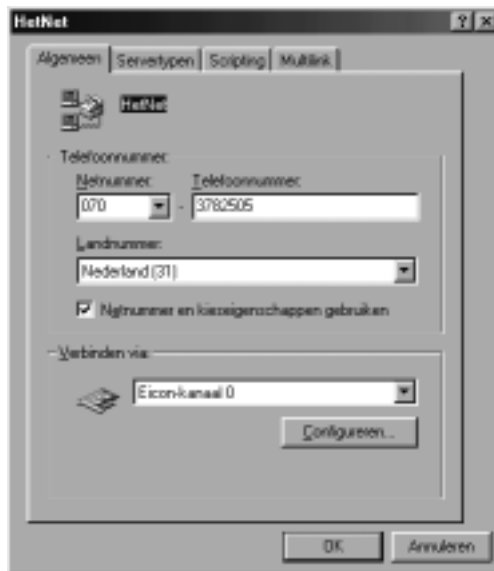 HetNet
Algemeen Servertypen Scripting Multilink
HetNet
Telefoonnummer:
Netnummer: Telefoonnummer:
070 - 3782505
Landnummer:
Nederland (31)
Netnummer en kieseigenschappen gebruiken
Verbinden via:
Eicon-kanaal 0
Configureren...
OK Annuleren